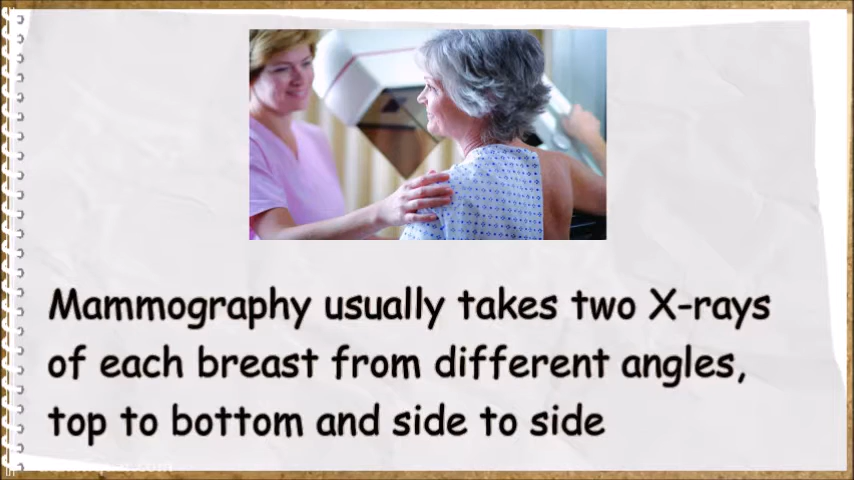 Mammography usually takes two X-rays
of each breast from different angles,
top to bottom and side to side